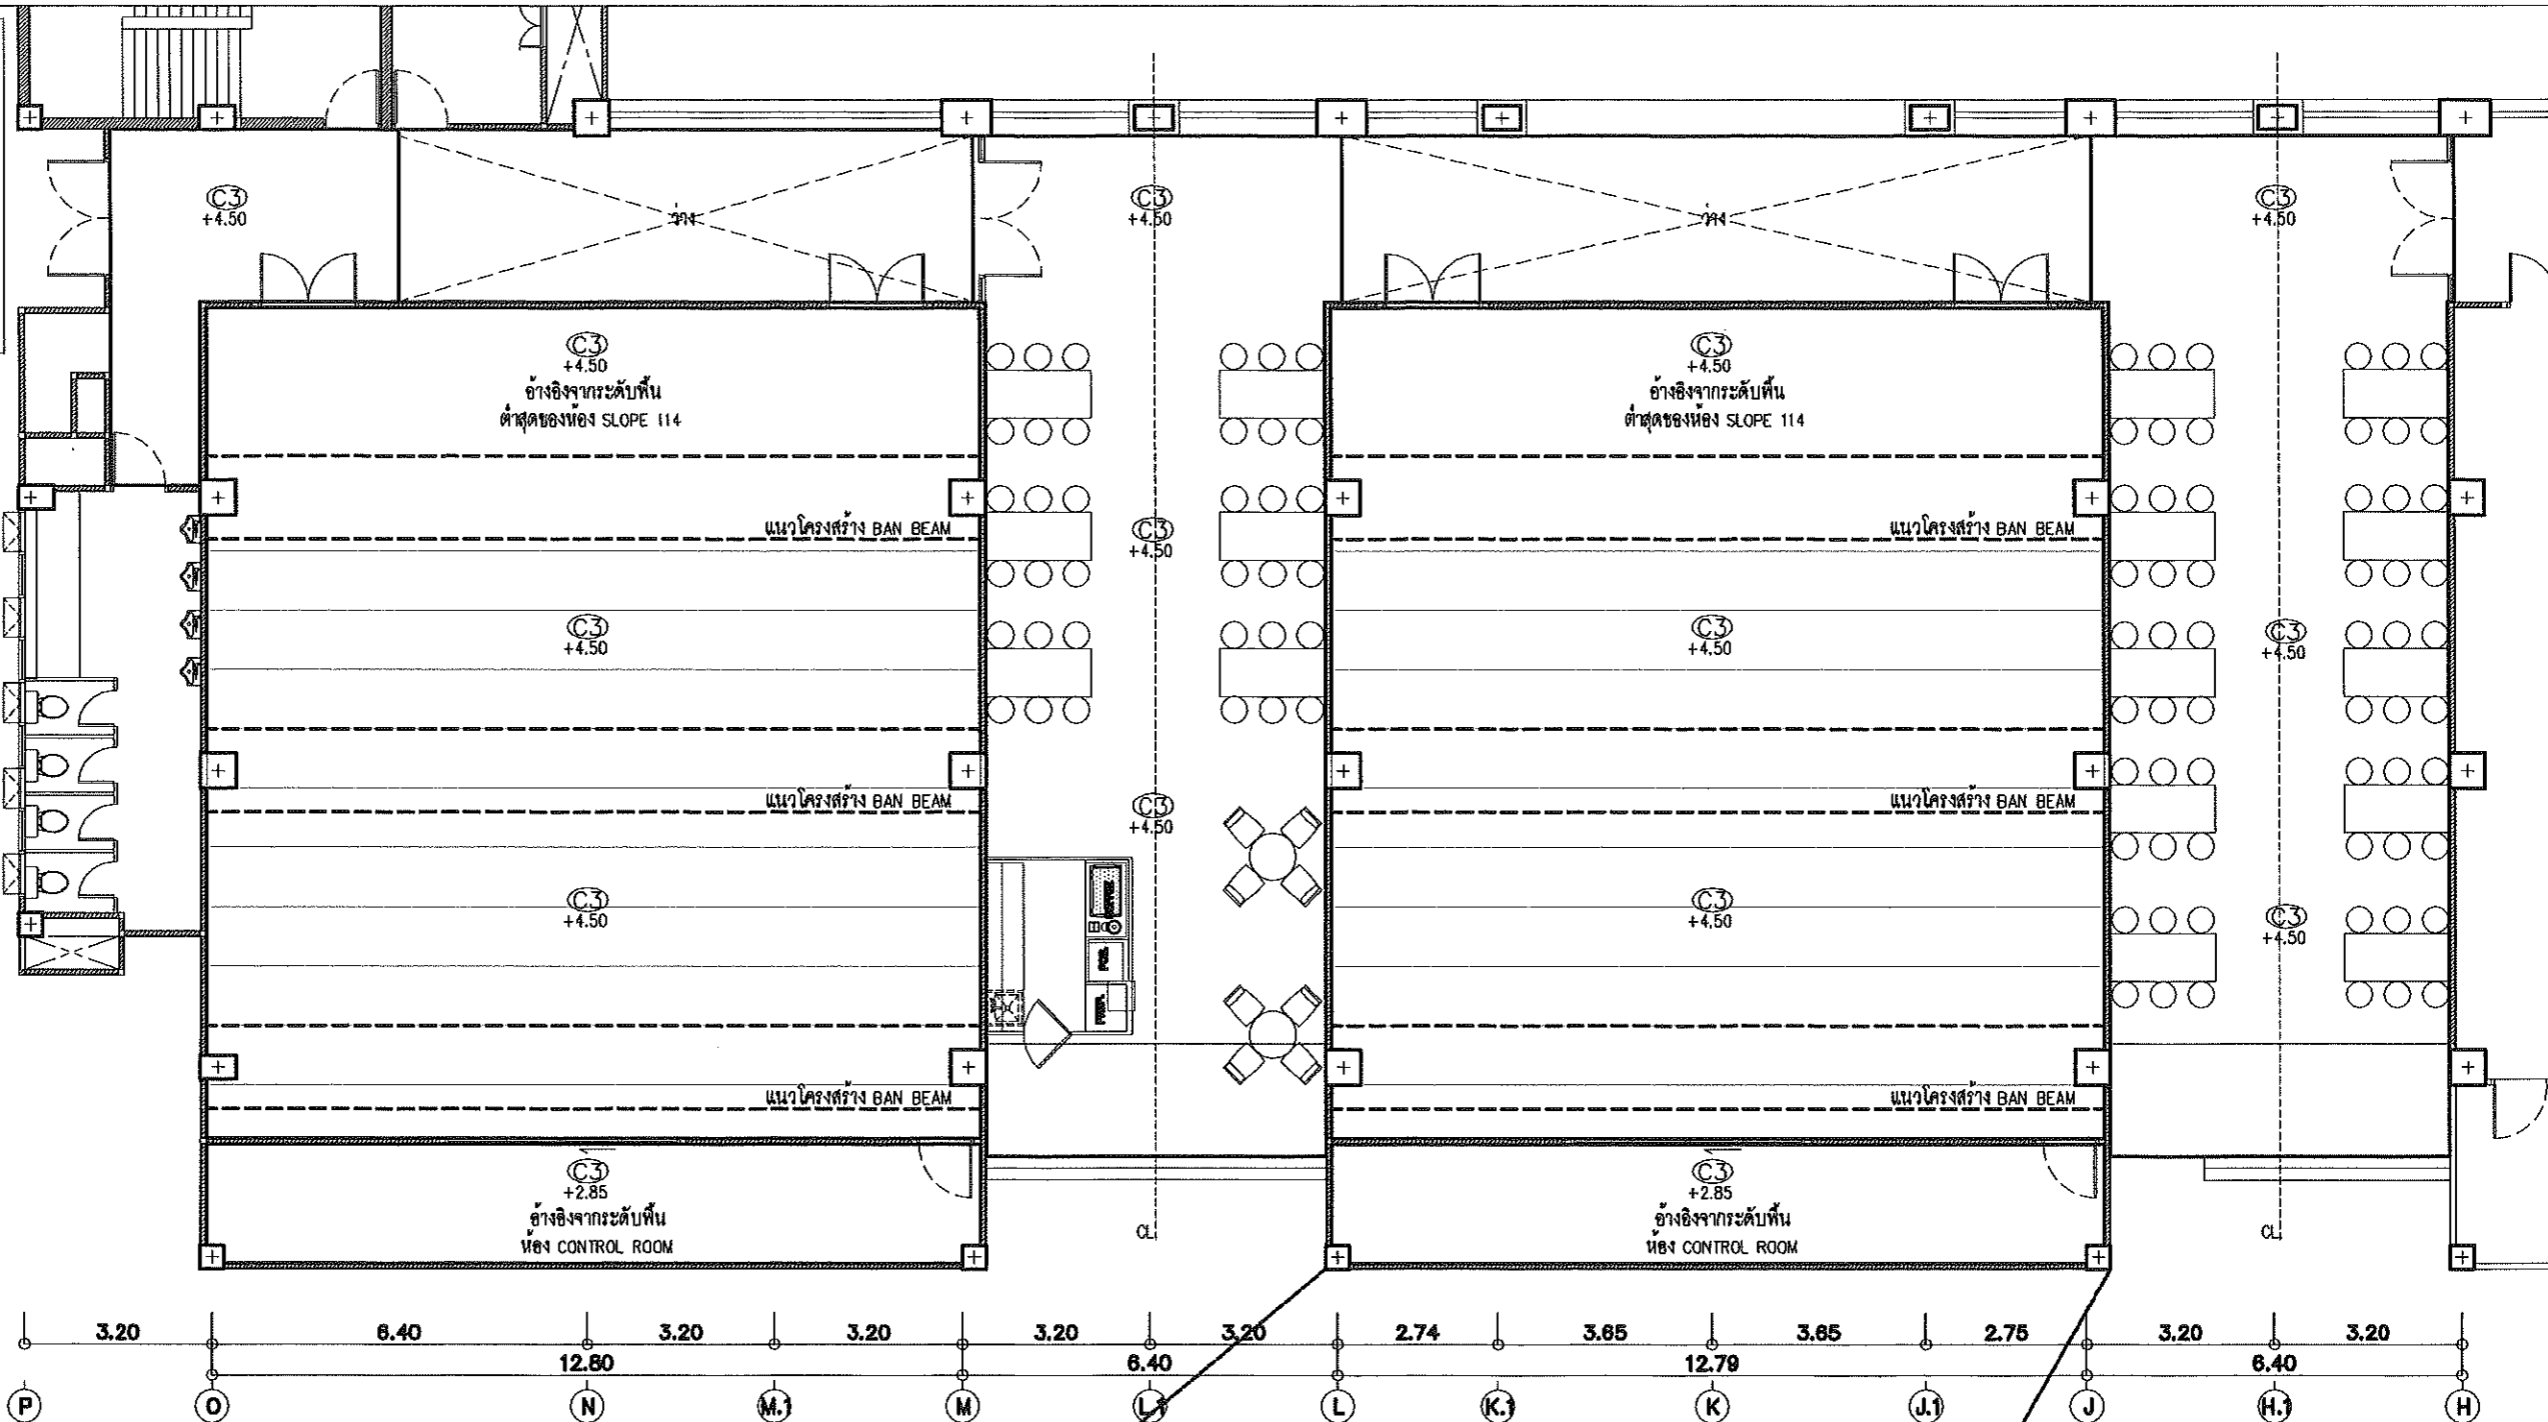 C3
+4.50
ว่าง
C3
+4.50
ว่าง
C3
+4.50
C3
+4.50
อ้างอิงจากระดับพื้น
ต่ำสุดของห้อง SLOPE 114
C3
+4.50
อ้างอิงจากระดับพื้น
ต่ำสุดของห้อง SLOPE 114
แนวโครงสร้าง BAN BEAM
C3
+4.50
แนวโครงสร้าง BAN BEAM
C3
+4.50
C3
+4.50
C3
+4.50
แนวโครงสร้าง BAN BEAM
C3
+4.50
แนวโครงสร้าง BAN BEAM
C3
+4.50
C3
+4.50
C3
+4.50
POS.
แนวโครงสร้าง BAN BEAM
แนวโครงสร้าง BAN BEAM
C3
+2.85
อ้างอิงจากระดับพื้น
ห้อง CONTROL ROOM
CL
C3
+2.85
อ้างอิงจากระดับพื้น
ห้อง CONTROL ROOM
CL
3.20 6.40 3.20 3.20 3.20 3.20 2.74 3.65 3.65 2.75 3.20 3.20
12.80 6.40 12.79 6.40
P O N M.1 M L.1 L K.1 K J.1 J H.1 H